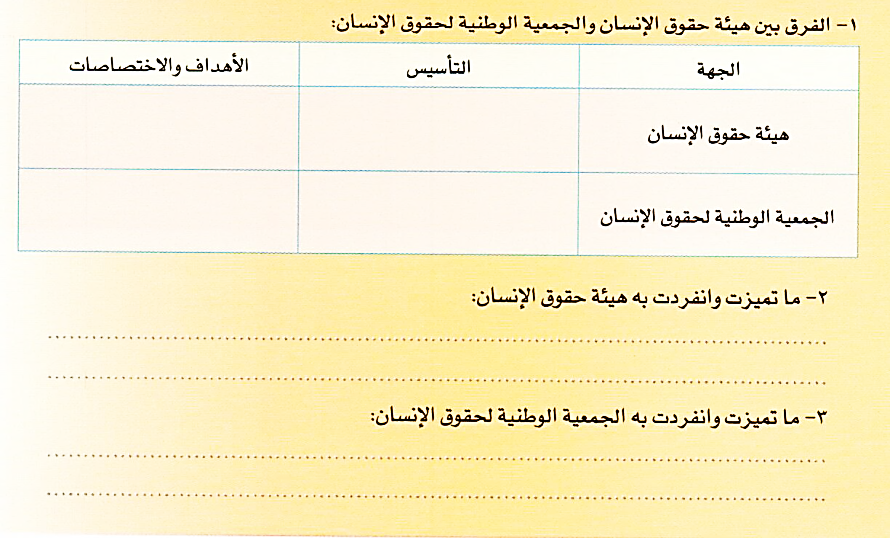 ١- الفرق بين هيئة حقوق الإنسان والجمعية الوطنية لحقوق الإنسان:
الجهة التأسيس الأهداف والاختصاصات
هيئة حقوق الإنسان
الجمعية الوطنية لحقوق الإنسان
٢- ما تميزت وانفردت به هيئة حقوق الإنسان:
٣- ما تميزت وانفردت به الجمعية الوطنية لحقوق الإنسان: